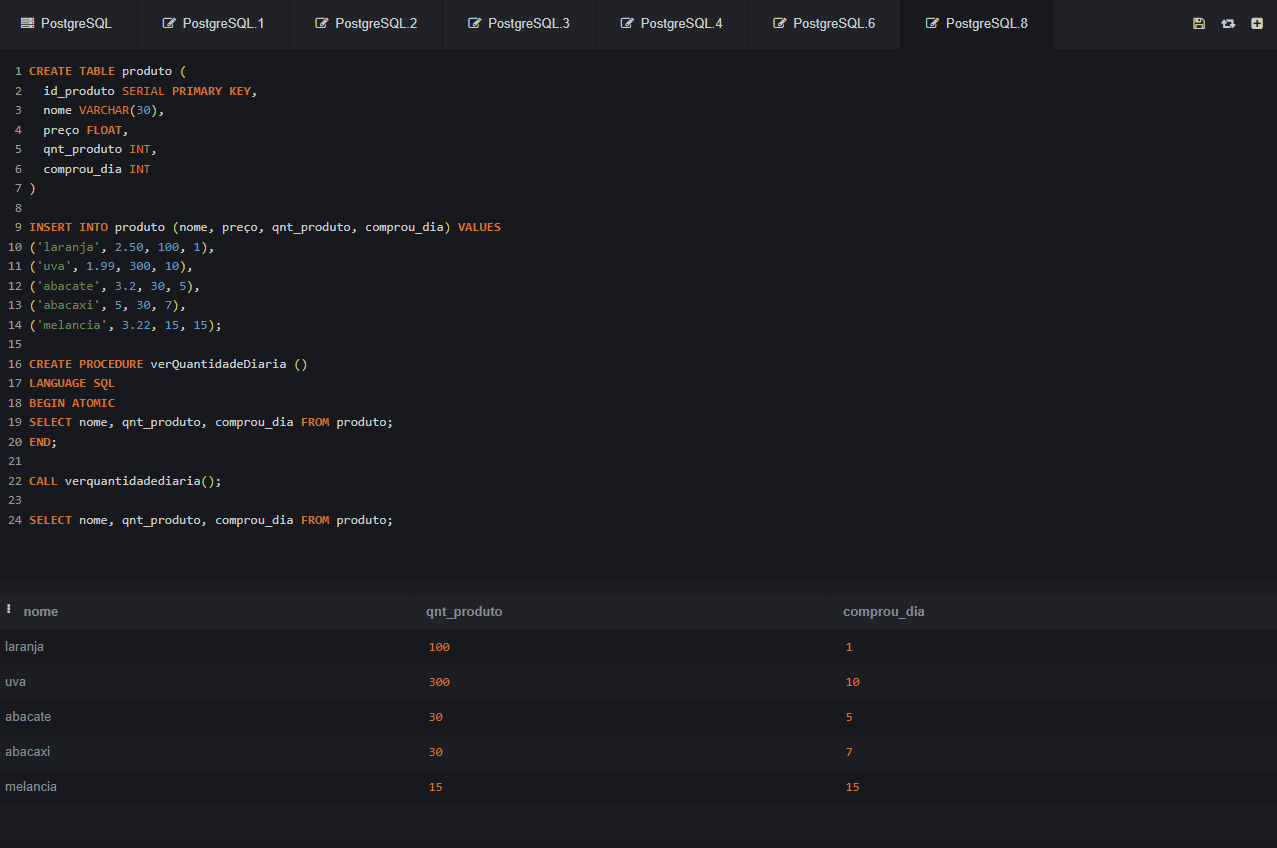 PostgreSQL PostgreSQL.1 PostgreSQL.2 PostgreSQL.3 PostgreSQL.4 PostgreSQL.6 PostgreSQL.8
1 CREATE TABLE produto (
2   id_produto SERIAL PRIMARY KEY,
3   nome VARCHAR(30),
4   preço FLOAT,
5   qnt_produto INT,
6   comprou_dia INT
7 )
8
9 INSERT INTO produto (nome, preço, qnt_produto, comprou_dia) VALUES
10 ('laranja', 2.50, 100, 1),
11 ('uva', 1.99, 300, 10),
12 ('abacate', 3.2, 30, 5),
13 ('abacaxi', 5, 30, 7),
14 ('melancia', 3.22, 15, 15);
15
16 CREATE PROCEDURE verQuantidadeDiaria ()
17 LANGUAGE SQL
18 BEGIN ATOMIC
19 SELECT nome, qnt_produto, comprou_dia FROM produto;
20 END;
21
22 CALL verquantidadediaria();
23
24 SELECT nome, qnt_produto, comprou_dia FROM produto;
nome qnt_produto comprou_dia
laranja 100 1
uva 300 10
abacate 30 5
abacaxi 30 7
melancia 15 15